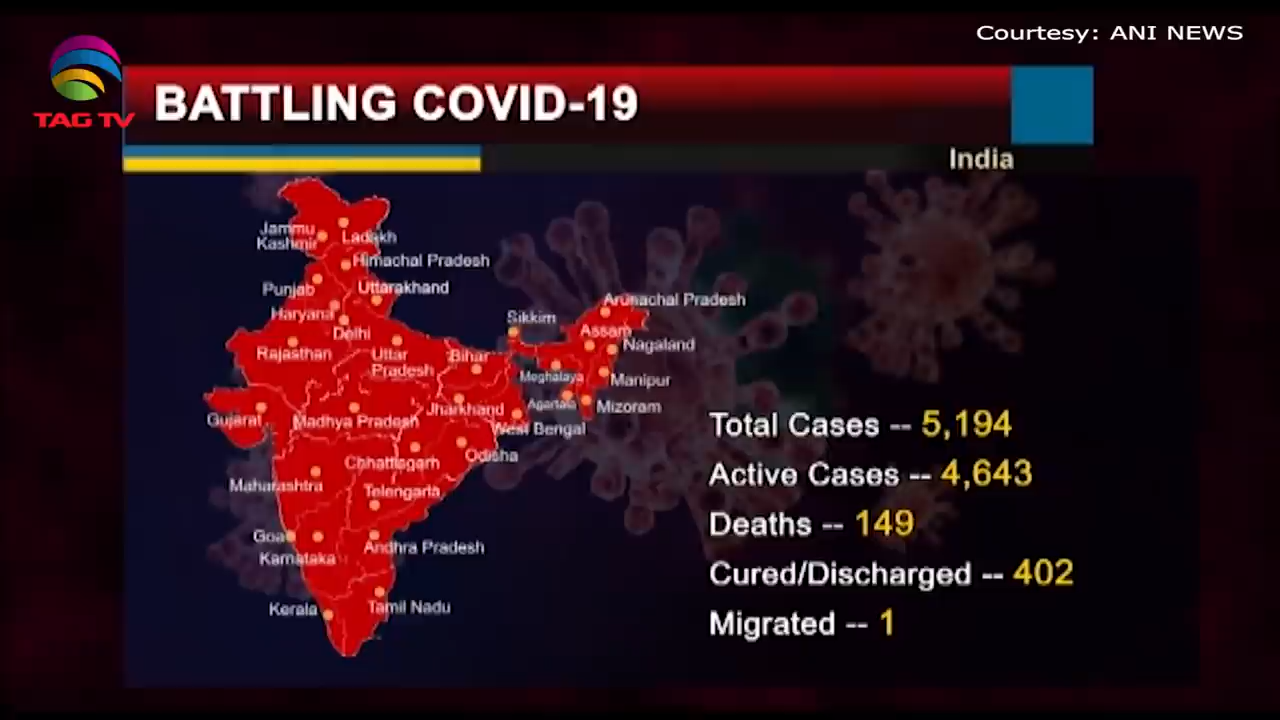 Courtesy: ANI NEWS
TAG TV
BATTLING COVID-19
India
Jammu
Kashmir
Ladakh
Himachal Pradesh
Punjab
Uttarakhand
Haryana
Delhi
Rajasthan
Uttar
Pradesh
Bihar
Sikkim
Arunachal Pradesh
Assam
Nagaland
Meghalaya
Manipur
Agartala
Mizoram
Gujarat
Madhya Pradesh
Jharkhand
West Bengal
Chhattisgarh
Odisha
Maharashtra
Telengana
Goa
Karnataka
Andhra Pradesh
Kerala
Tamil Nadu
Total Cases -- 5,194
Active Cases -- 4,643
Deaths -- 149
Cured/Discharged -- 402
Migrated -- 1